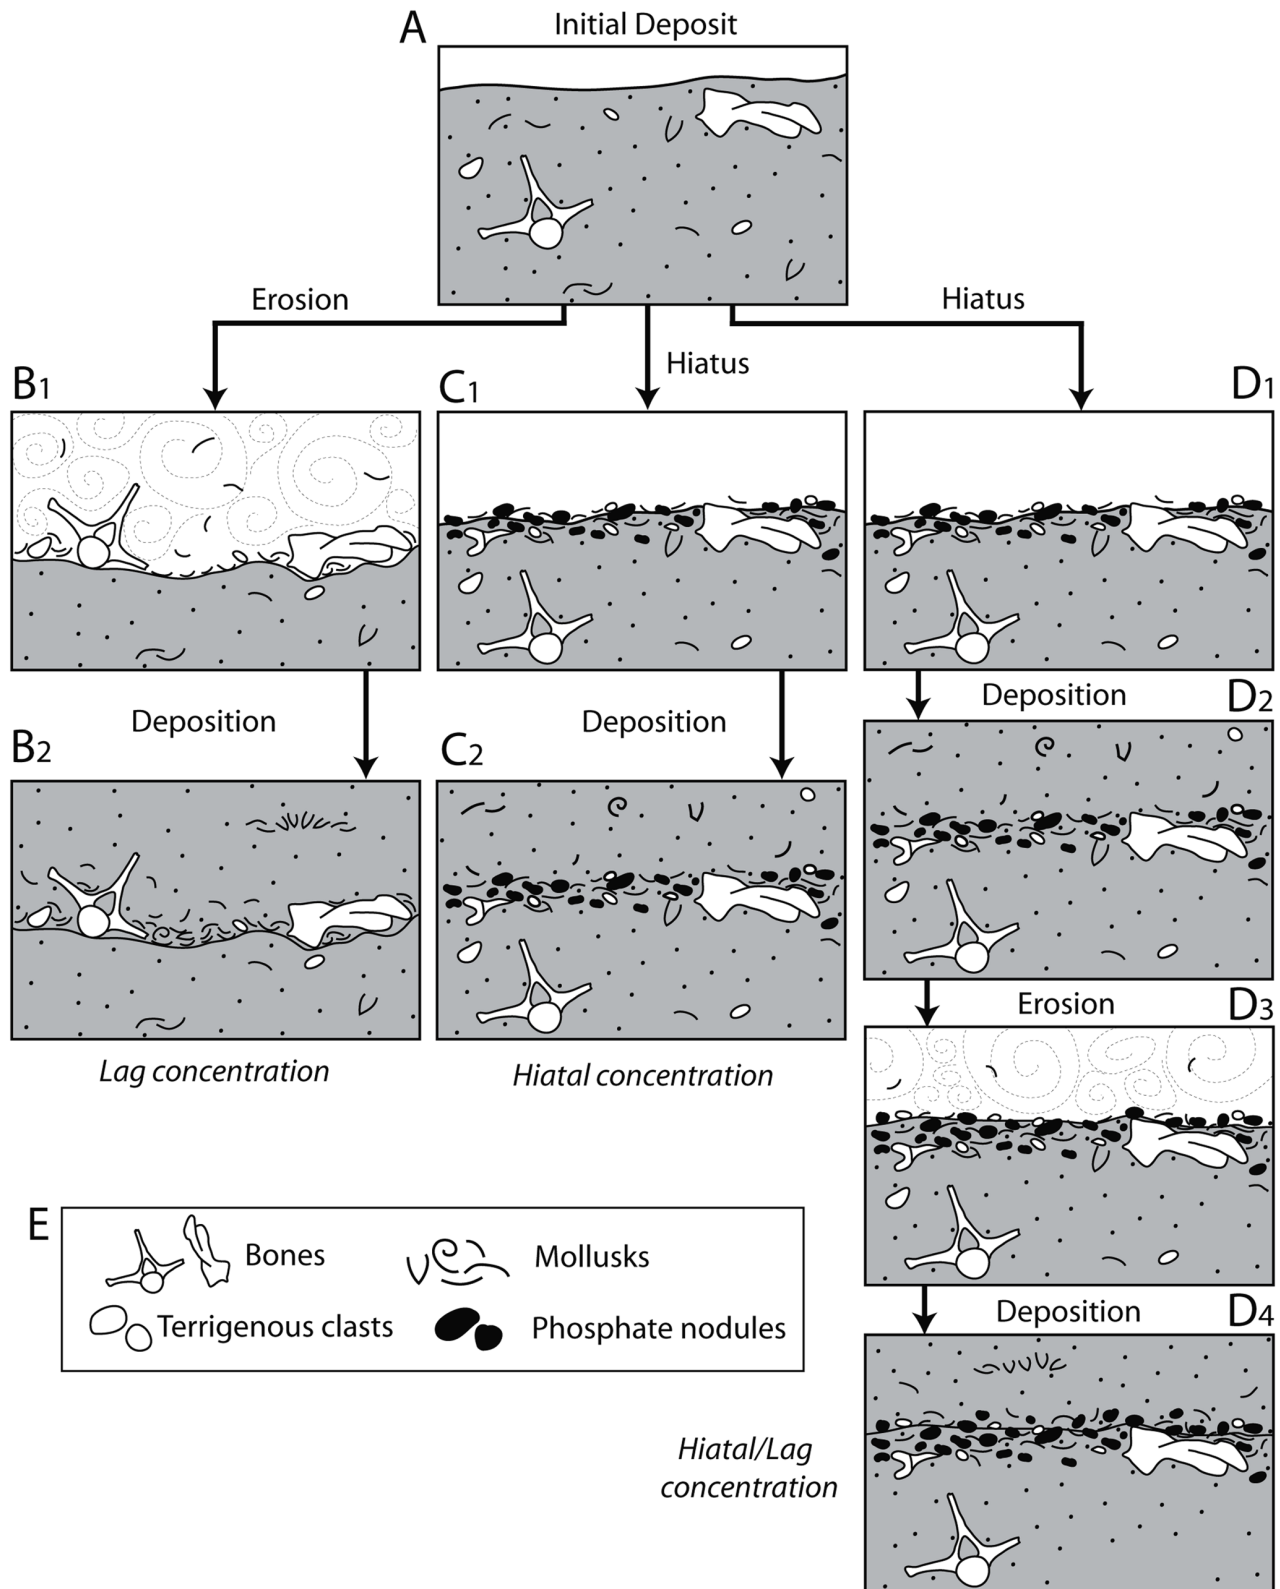 A
Initial Deposit
Erosion
Hiatus
Hiatus
B1
C1
D1
Deposition
Deposition
Deposition
B2
C2
D2
Erosion
D3
Lag concentration
Hiatal concentration
E
Bones
Mollusks
Terrigenous clasts
Phosphate nodules
Deposition
D4
Hiatal/Lag
concentration